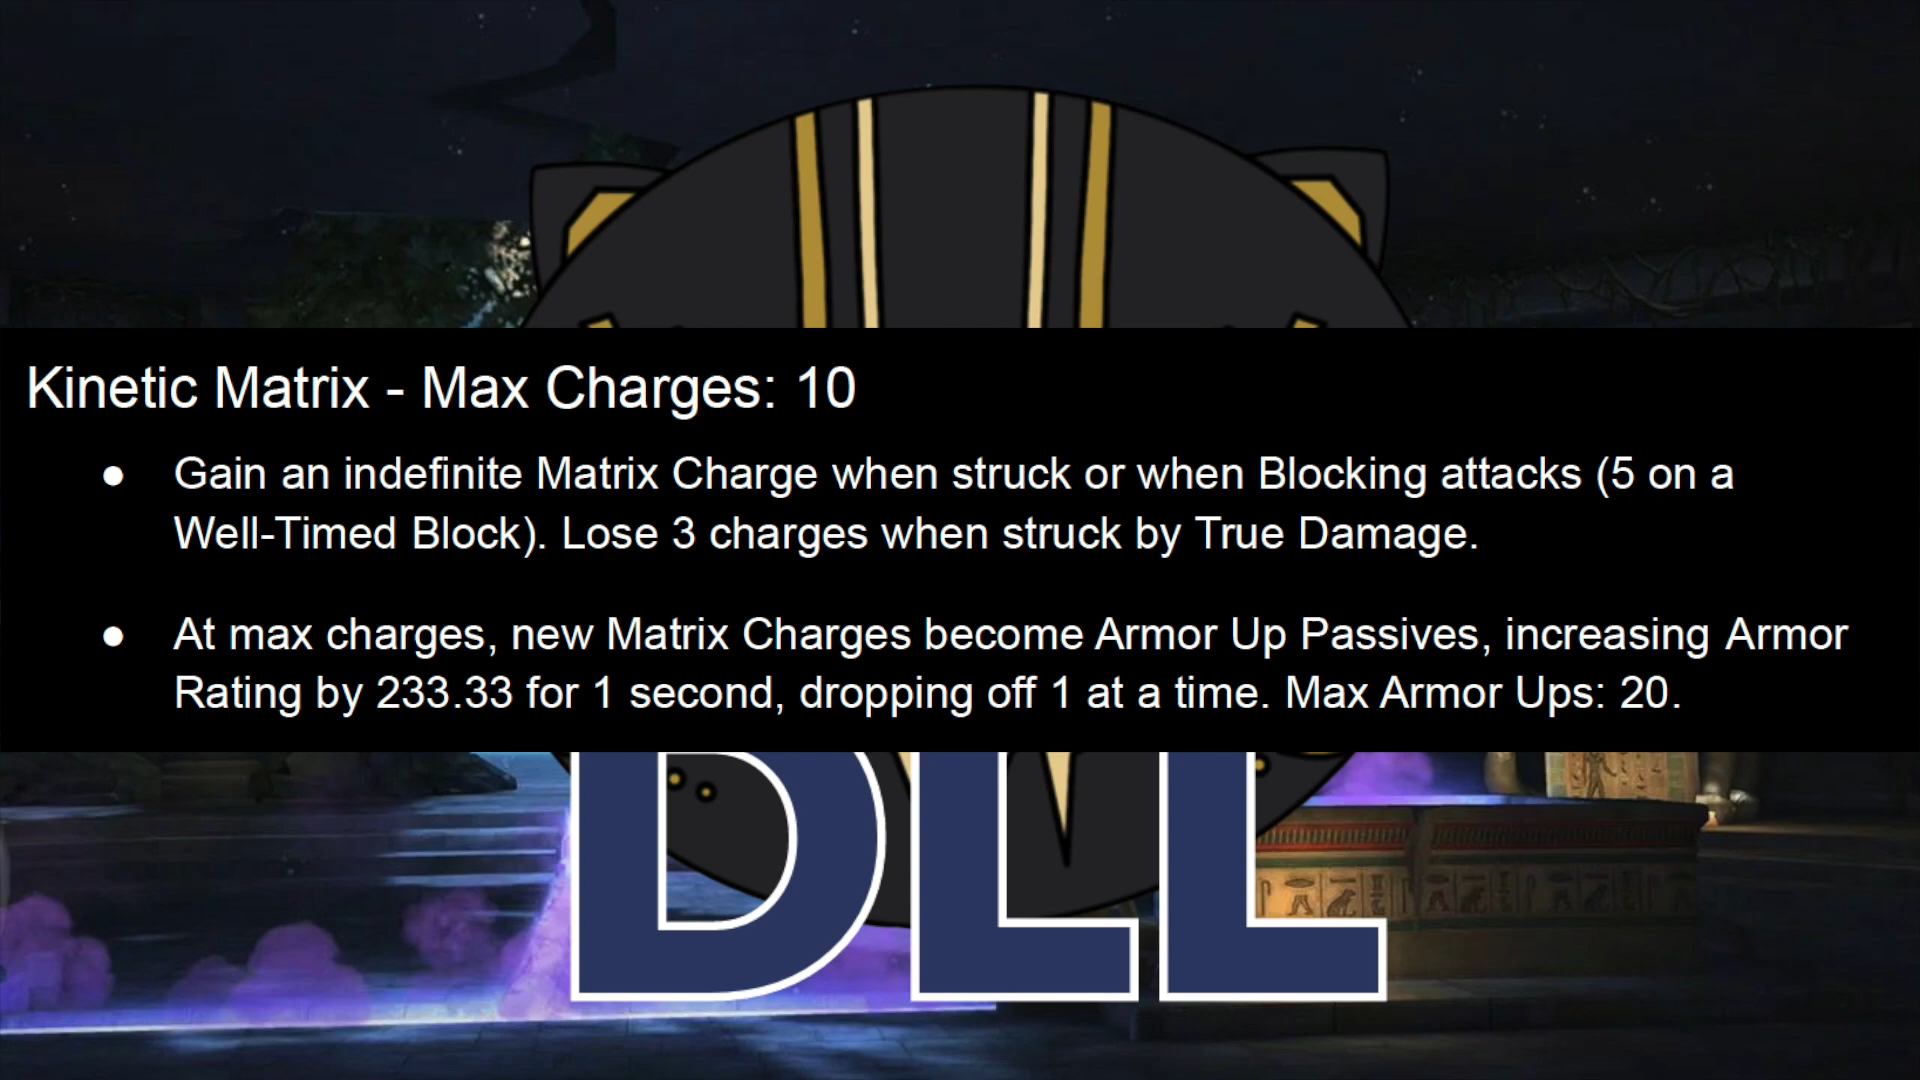 Kinetic Matrix - Max Charges: 10
● Gain an indefinite Matrix Charge when struck or when Blocking attacks (5 on a
Well-Timed Block). Lose 3 charges when struck by True Damage.
● At max charges, new Matrix Charges become Armor Up Passives, increasing Armor
Rating by 233.33 for 1 second, dropping off 1 at a time. Max Armor Ups: 20.
DLL